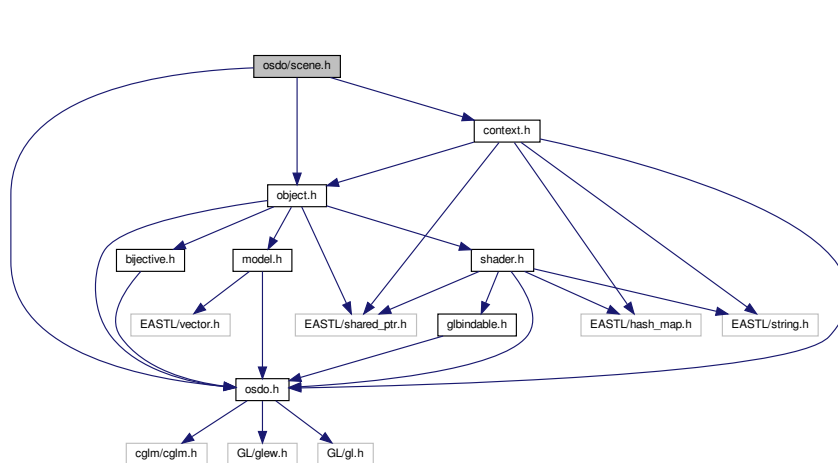 osdo/scene.h
context.h
object.h
bijective.h
model.h
shader.h
EASTL/vector.h
EASTL/shared_ptr.h
glbindable.h
EASTL/hash_map.h
EASTL/string.h
osdo.h
cglm/cglm.h
GL/glew.h
GL/gl.h